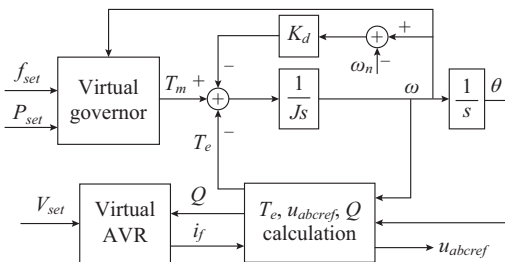 K_d
+
−
ω_n
−
f_set
P_set
Virtual
governor
T_m
+
+
−
T_e
1
Js
ω
1
s
θ
V_set
Virtual
AVR
Q
i_f
T_e, u_abcref, Q
calculation
u_abcref